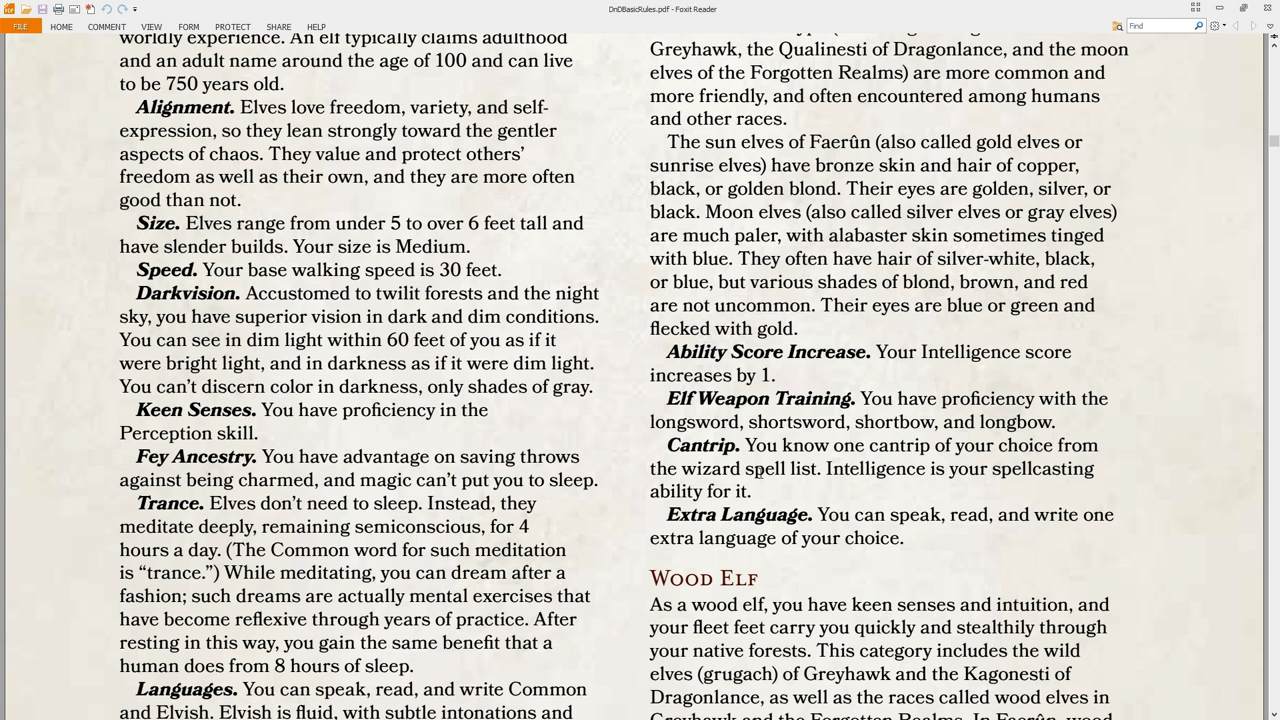 DnDBasicRules.pdf - Foxit Reader
FILE HOME COMMENT VIEW FORM PROTECT SHARE HELP
Find
worldly experience. An elf typically claims adulthood
and an adult name around the age of 100 and can live
to be 750 years old.
Alignment. Elves love freedom, variety, and self-
expression, so they lean strongly toward the gentler
aspects of chaos. They value and protect others’
freedom as well as their own, and they are more often
good than not.
Size. Elves range from under 5 to over 6 feet tall and
have slender builds. Your size is Medium.
Speed. Your base walking speed is 30 feet.
Darkvision. Accustomed to twilit forests and the night
sky, you have superior vision in dark and dim conditions.
You can see in dim light within 60 feet of you as if it
were bright light, and in darkness as if it were dim light.
You can’t discern color in darkness, only shades of gray.
Keen Senses. You have proficiency in the
Perception skill.
Fey Ancestry. You have advantage on saving throws
against being charmed, and magic can’t put you to sleep.
Trance. Elves don’t need to sleep. Instead, they
meditate deeply, remaining semiconscious, for 4
hours a day. (The Common word for such meditation
is “trance.”) While meditating, you can dream after a
fashion; such dreams are actually mental exercises that
have become reflexive through years of practice. After
resting in this way, you gain the same benefit that a
human does from 8 hours of sleep.
Languages. You can speak, read, and write Common
and Elvish. Elvish is fluid, with subtle intonations and
Greyhawk, the Qualinesti of Dragonlance, and the moon
elves of the Forgotten Realms) are more common and
more friendly, and often encountered among humans
and other races.
The sun elves of Faerûn (also called gold elves or
sunrise elves) have bronze skin and hair of copper,
black, or golden blond. Their eyes are golden, silver, or
black. Moon elves (also called silver elves or gray elves)
are much paler, with alabaster skin sometimes tinged
with blue. They often have hair of silver-white, black,
or blue, but various shades of blond, brown, and red
are not uncommon. Their eyes are blue or green and
flecked with gold.
Ability Score Increase. Your Intelligence score
increases by 1.
Elf Weapon Training. You have proficiency with the
longsword, shortsword, shortbow, and longbow.
Cantrip. You know one cantrip of your choice from
the wizard spell list. Intelligence is your spellcasting
ability for it.
Extra Language. You can speak, read, and write one
extra language of your choice.
Wood Elf
As a wood elf, you have keen senses and intuition, and
your fleet feet carry you quickly and stealthily through
your native forests. This category includes the wild
elves (grugach) of Greyhawk and the Kagonesti of
Dragonlance, as well as the races called wood elves in
Greyhawk and the Forgotten Realms. In Faerûn, wood